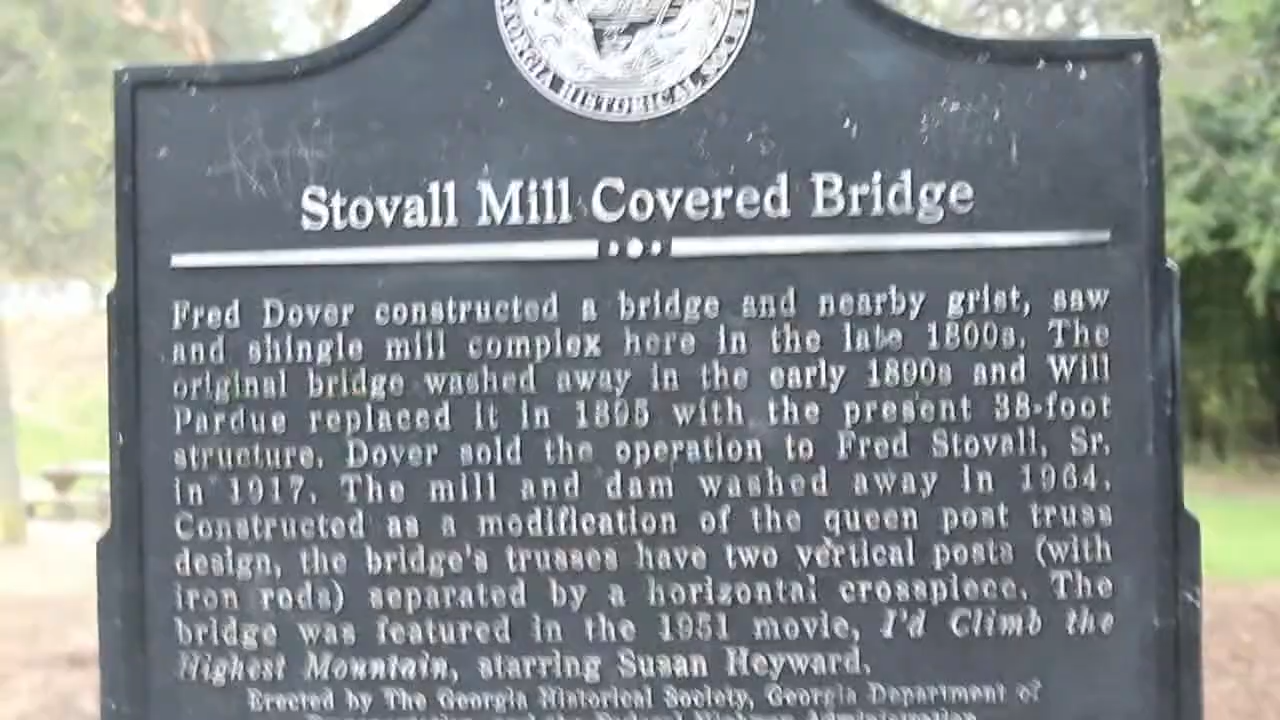 GEORGIA HISTORICAL SO
Stovall Mill Covered Bridge
Fred Dover constructed a bridge and nearby grist, saw
and shingle mill complex here in the late 1800s. The
original bridge washed away in the early 1890s and Will
Pardue replaced it in 1895 with the present 38-foot
structure. Dover sold the operation to Fred Stovall, Sr.
in 1917. The mill and dam washed away in 1964.
Constructed as a modification of the queen post truss
design, the bridge's trusses have two vertical posts (with
iron rods) separated by a horizontal crosspiece. The
bridge was featured in the 1951 movie, I'd Climb the
Highest Mountain, starring Susan Heyward.
Erected by The Georgia Historical Society, Georgia Department of